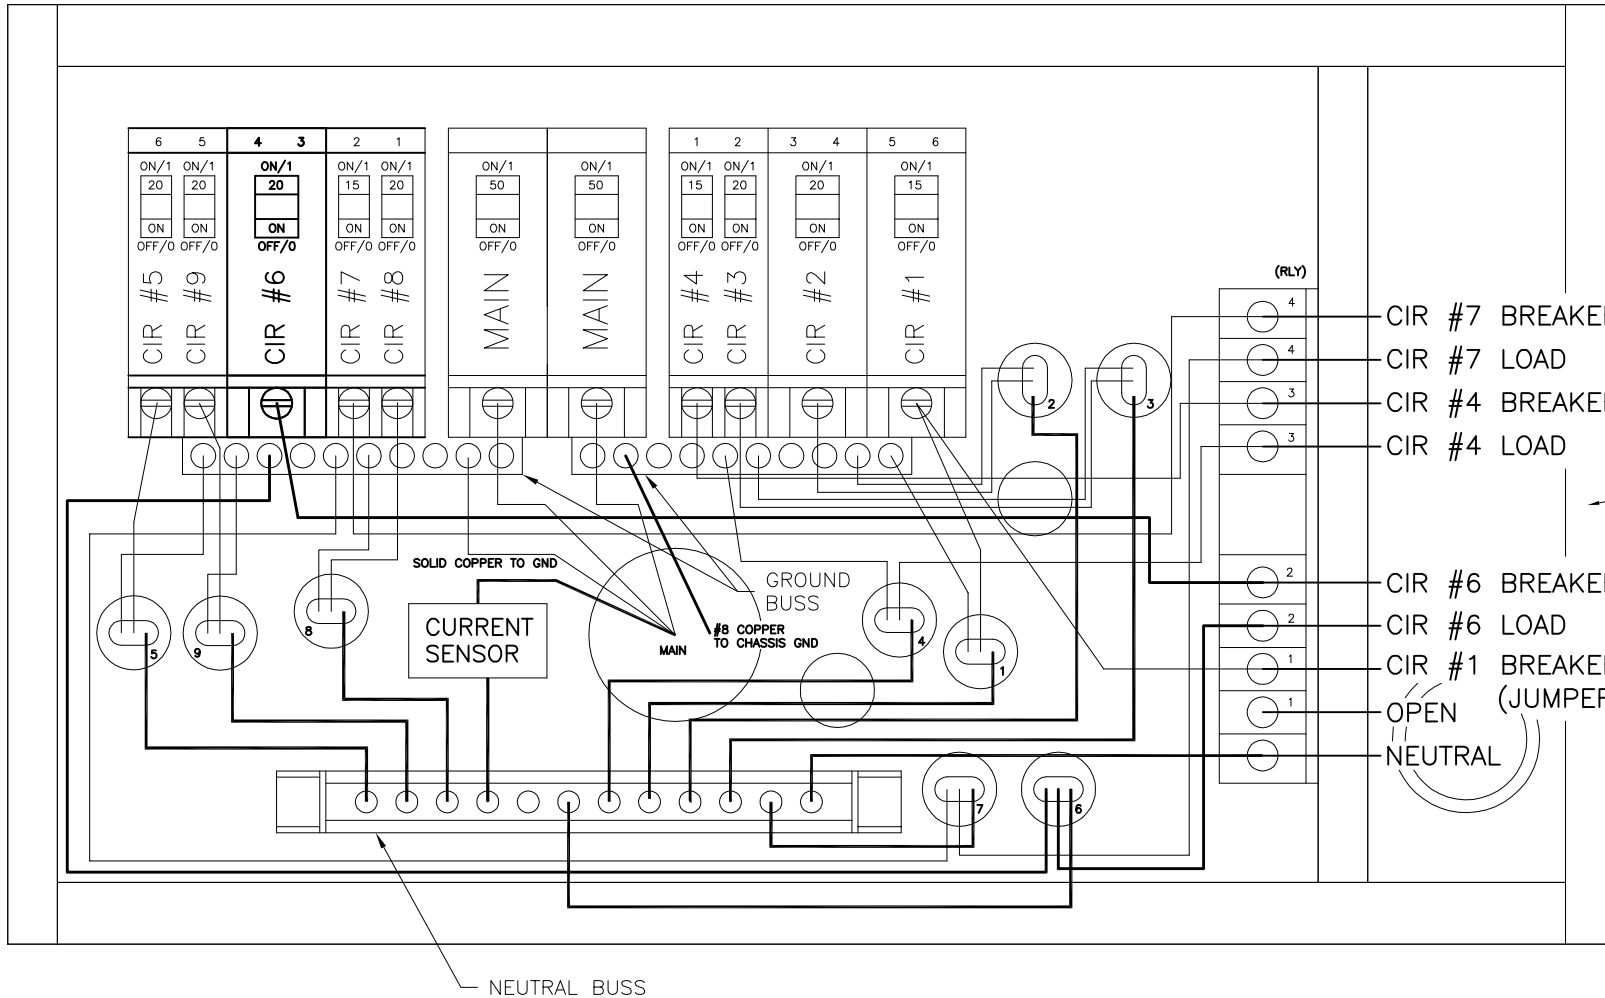 6 5 4 3 2 1 1 2 3 4 5 6
ON/1 ON/1 ON/1 ON/1 ON/1 ON/1 ON/1 ON/1 ON/1 ON/1 ON/1
20 20 20 15 20 50 50 15 20 20 15
ON ON ON ON ON ON ON ON ON ON ON
OFF/0 OFF/0 OFF/0 OFF/0 OFF/0 OFF/0 OFF/0 OFF/0 OFF/0 OFF/0 OFF/0
CIR #5
CIR #9
CIR #6
CIR #7
CIR #8
MAIN
MAIN
CIR #4
CIR #3
CIR #2
CIR #1
(RLY)
4 CIR #7 BREAKE
4 CIR #7 LOAD
3 CIR #4 BREAKE
3 CIR #4 LOAD
2 CIR #6 BREAKE
2 CIR #6 LOAD
1 CIR #1 BREAKE
(JUMPE
1 OPEN
NEUTRAL
2
3
SOLID COPPER TO GND
GROUND
BUSS
CURRENT
SENSOR
#8 COPPER
TO CHASSIS GND
MAIN
5
9
8
4
1
7
6
NEUTRAL BUSS